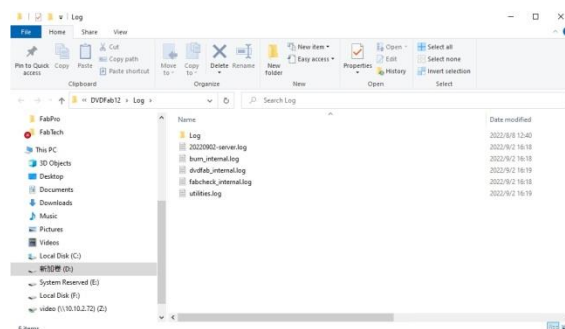 Log
File Home Share View
Pin to Quick access
Copy
Paste
Cut
Copy path
Paste shortcut
Clipboard
Move to
Copy to
Delete
Rename
Organize
New folder
New item
Easy access
New
Properties
Open
Edit
History
Open
Select all
Select none
Invert selection
Select
« DVDFab12 › Log ›
Search Log
FabPro
FabTech
This PC
3D Objects
Desktop
Documents
Downloads
Music
Pictures
Videos
Local Disk (C:)
新加卷 (D:)
System Reserved (E:)
Local Disk (F:)
video (\\10.10.2.72) (Z:)
Name Date modified
Log 2022/8/8 12:40
20220902-server.log 2022/9/2 16:18
burn_internal.log 2022/9/2 16:18
dvdfab_internal.log 2022/9/2 16:19
fabcheck_internal.log 2022/9/2 16:18
utilities.log 2022/9/2 16:19